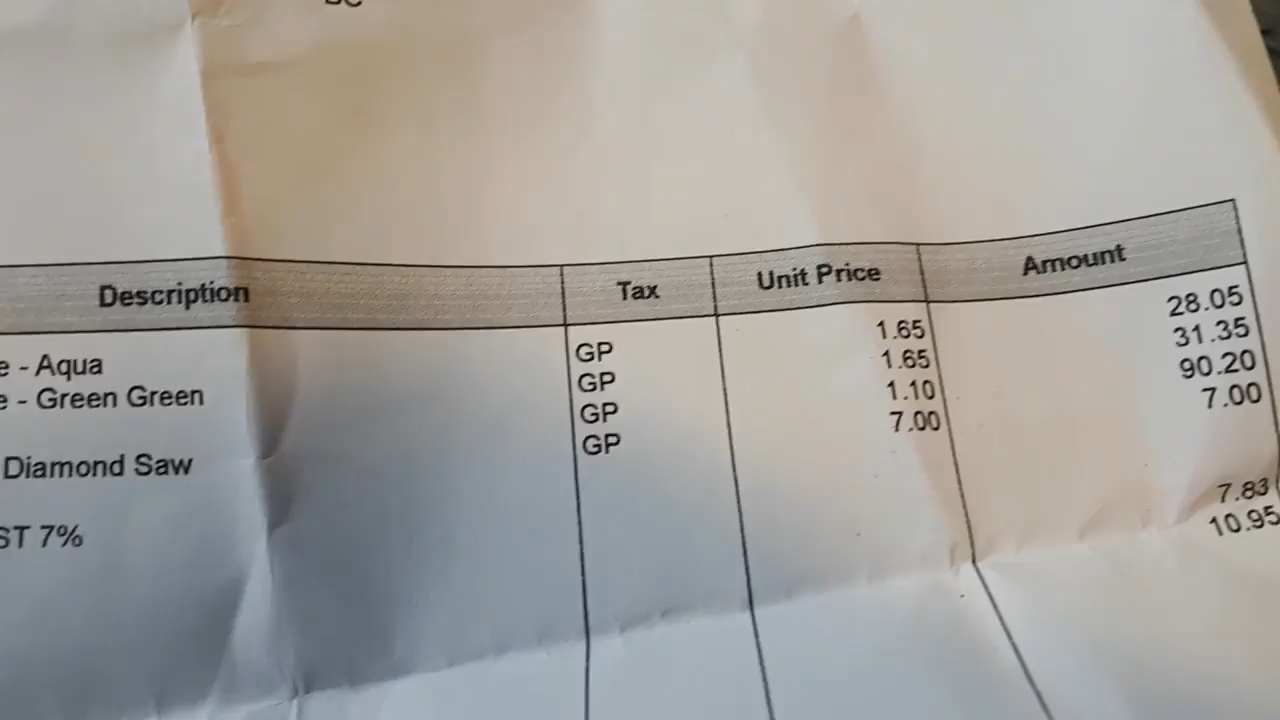 Description Tax Unit Price Amount
e - Aqua GP 1.65 28.05
e - Green Green GP 1.65 31.35
GP 1.10 90.20
Diamond Saw GP 7.00 7.00
7.83
ST 7% 10.95